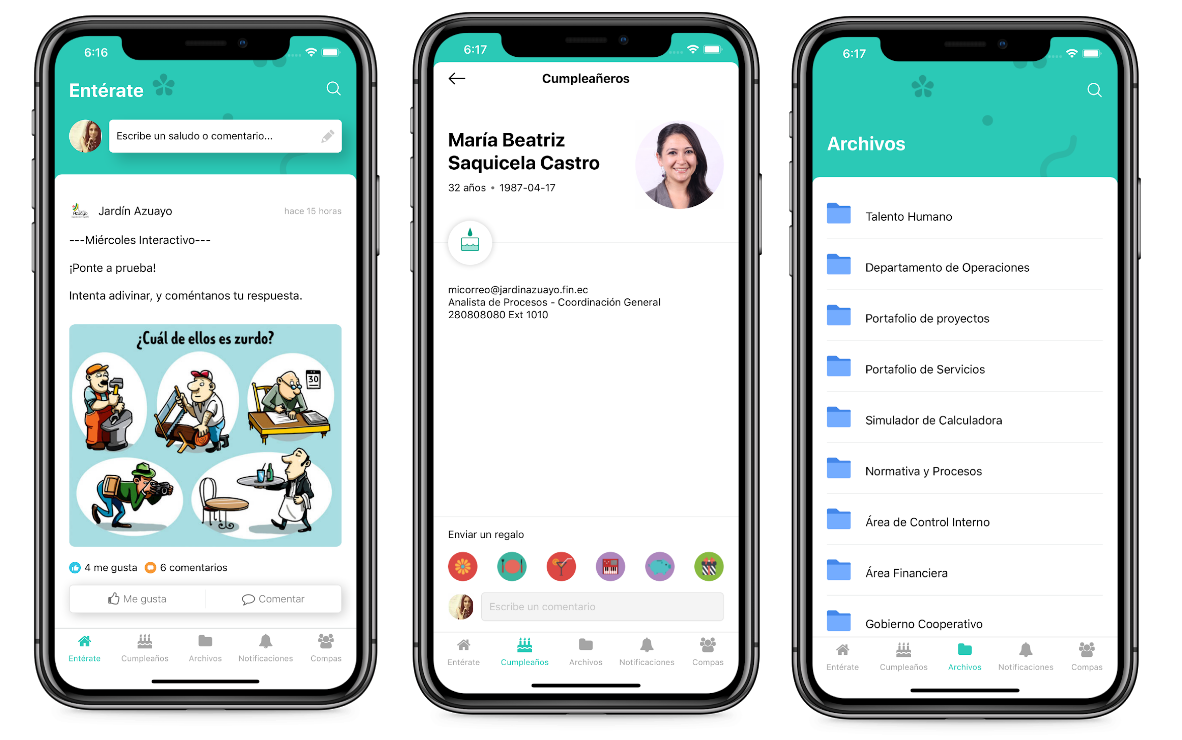 6:16
Entérate
Escribe un saludo o comentario...
Jardín Azuayo
hace 15 horas
---Miércoles Interactivo---
¡Ponte a prueba!
Intenta adivinar, y coméntanos tu respuesta.
¿Cuál de ellos es zurdo?
30
4 me gusta
6 comentarios
Me gusta
Comentar
Entérate
Cumpleaños
Archivos
Notificaciones
Compas
6:17
Cumpleañeros
María Beatriz
Saquicela Castro
32 años • 1987-04-17
micorreo@jardinazuayo.fin.ec
Analista de Procesos - Coordinación General
280808080 Ext 1010
Enviar un regalo
Escribe un comentario
Entérate
Cumpleaños
Archivos
Notificaciones
Compas
6:17
Archivos
Talento Humano
Departamento de Operaciones
Portafolio de proyectos
Portafolio de Servicios
Simulador de Calculadora
Normativa y Procesos
Área de Control Interno
Área Financiera
Gobierno Cooperativo
Entérate
Cumpleaños
Archivos
Notificaciones
Compas